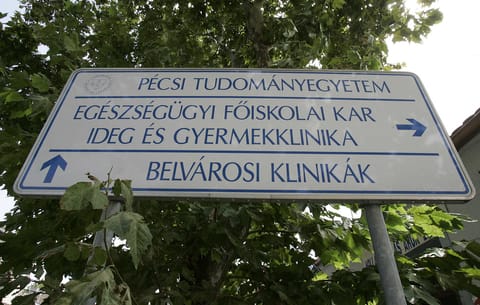 PÉCSI TUDOMÁNYEGYETEM
EGÉSZSÉGÜGYI FŐISKOLAI KAR
IDEG ÉS GYERMEKKLINIKA
BELVÁROSI KLINIKÁK